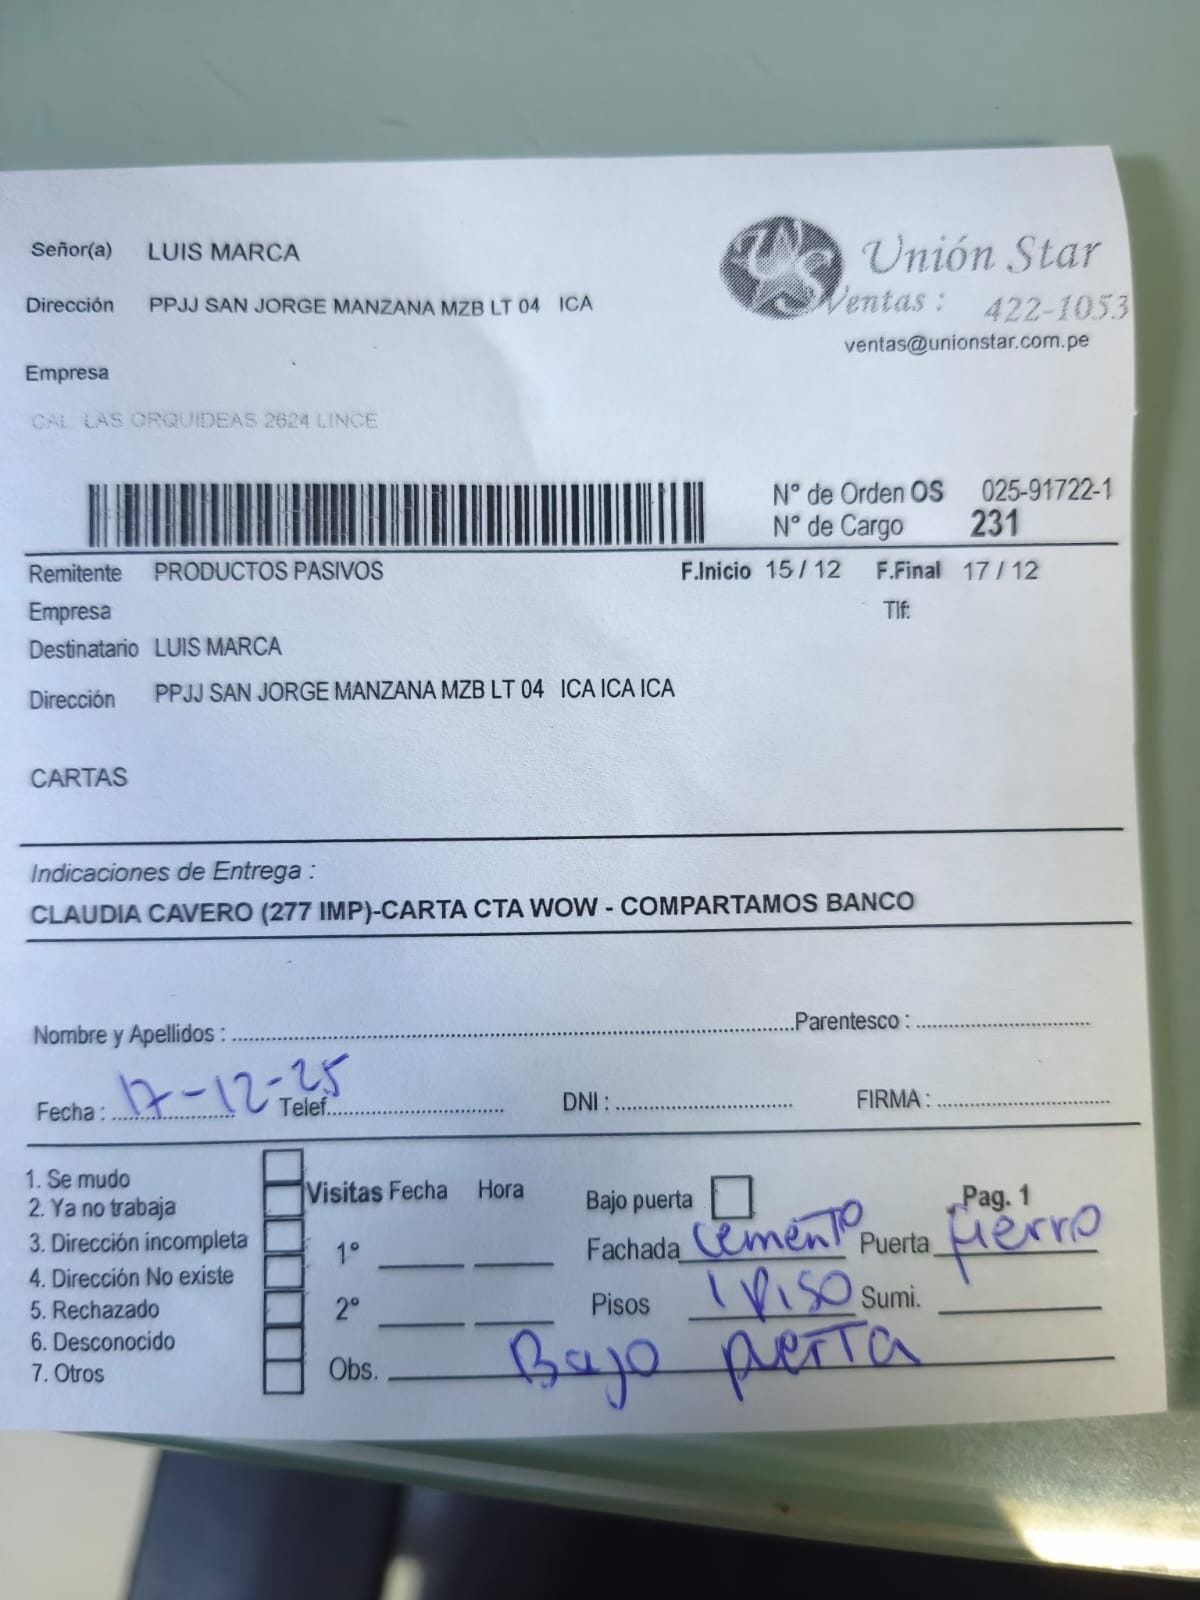 Señor(a) LUIS MARCA
Unión Star
Dirección PPJJ SAN JORGE MANZANA MZB LT 04 ICA
Ventas : 422-1053
ventas@unionstar.com.pe
Empresa
CAL LAS ORQUIDEAS 2624 LINCE
N° de Orden OS 025-91722-1
N° de Cargo 231
Remitente PRODUCTOS PASIVOS F.Inicio 15 / 12 F.Final 17 / 12
Empresa Tlf:
Destinatario LUIS MARCA
Dirección PPJJ SAN JORGE MANZANA MZB LT 04 ICA ICA ICA
CARTAS
Indicaciones de Entrega :
CLAUDIA CAVERO (277 IMP)-CARTA CTA WOW - COMPARTAMOS BANCO
Nombre y Apellidos : Parentesco :
Fecha : 17-12-25 Telef. DNI : FIRMA :
1. Se mudo
2. Ya no trabaja
3. Dirección incompleta
4. Dirección No existe
5. Rechazado
6. Desconocido
7. Otros
Visitas Fecha Hora
1°
2°
Bajo puerta Pag. 1
Fachada cemento Puerta fierro
Pisos 1 piso Sumi.
Obs. Bajo puerta